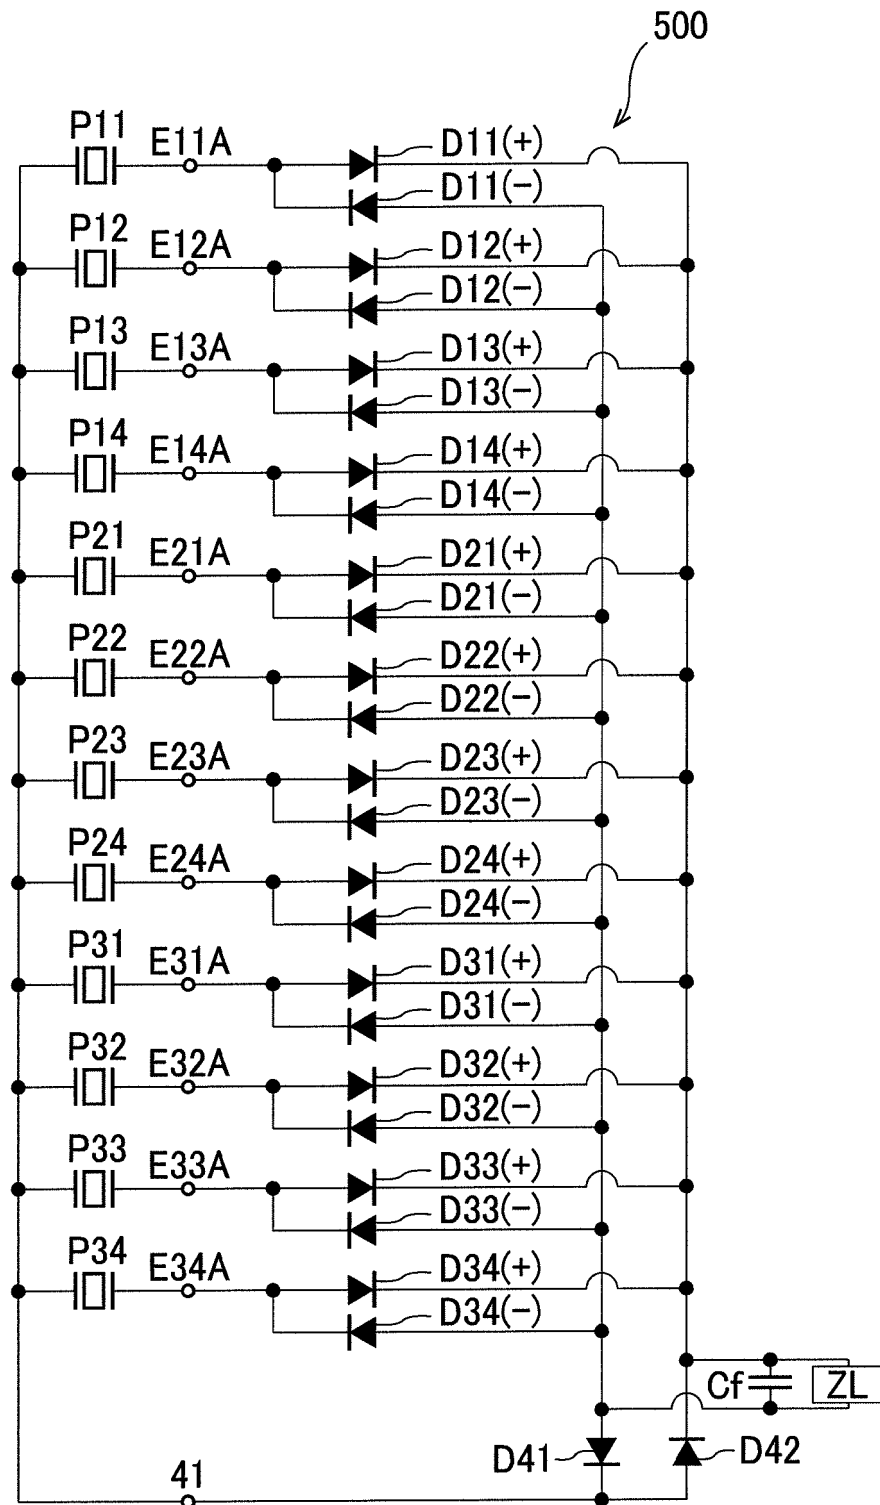 500
P11 E11A D11(+)
D11(−)
P12 E12A D12(+)
D12(−)
P13 E13A D13(+)
D13(−)
P14 E14A D14(+)
D14(−)
P21 E21A D21(+)
D21(−)
P22 E22A D22(+)
D22(−)
P23 E23A D23(+)
D23(−)
P24 E24A D24(+)
D24(−)
P31 E31A D31(+)
D31(−)
P32 E32A D32(+)
D32(−)
P33 E33A D33(+)
D33(−)
P34 E34A D34(+)
D34(−)
Cf ZL
D41 D42
41